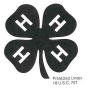 H H
H H
Protected Under
18 U.S.C. 707